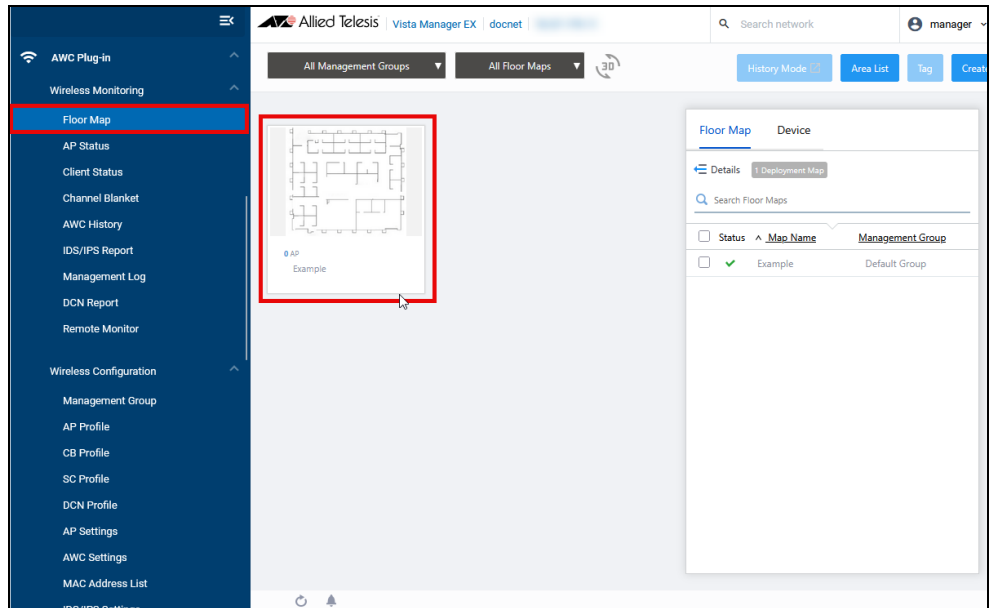 Allied Telesis Vista Manager EX docnet
Search network
manager
AWC Plug-in
Wireless Monitoring
Floor Map
AP Status
Client Status
Channel Blanket
AWC History
IDS/IPS Report
Management Log
DCN Report
Remote Monitor
Wireless Configuration
Management Group
AP Profile
CB Profile
SC Profile
DCN Profile
AP Settings
AWC Settings
MAC Address List
All Management Groups
All Floor Maps
3D
History Mode
Area List
Tag
Create
0 AP
Example
Floor Map Device
Details 1 Deployment Map
Search Floor Maps
Status Map Name Management Group
Example Default Group